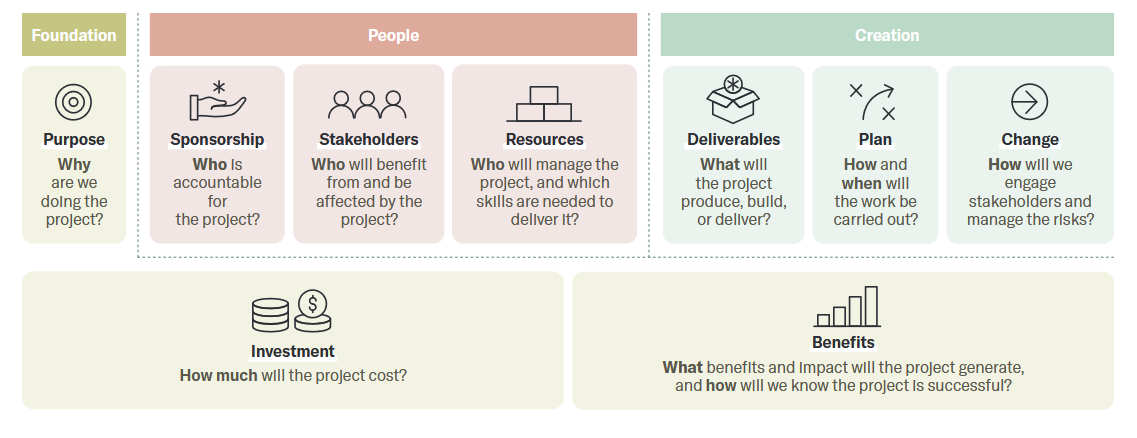 Foundation
People
Creation
Purpose
Why
are we
doing the
project?
Sponsorship
Who is
accountable
for
the project?
Stakeholders
Who will benefit
from and be
affected by the
project?
Resources
Who will manage the
project, and which
skills are needed to
deliver it?
Deliverables
What will
the project
produce, build,
or deliver?
Plan
How and
when will
the work be
carried out?
Change
How will we
engage
stakeholders and
manage the risks?
$
Investment
How much will the project cost?
Benefits
What benefits and impact will the project generate,
and how will we know the project is successful?